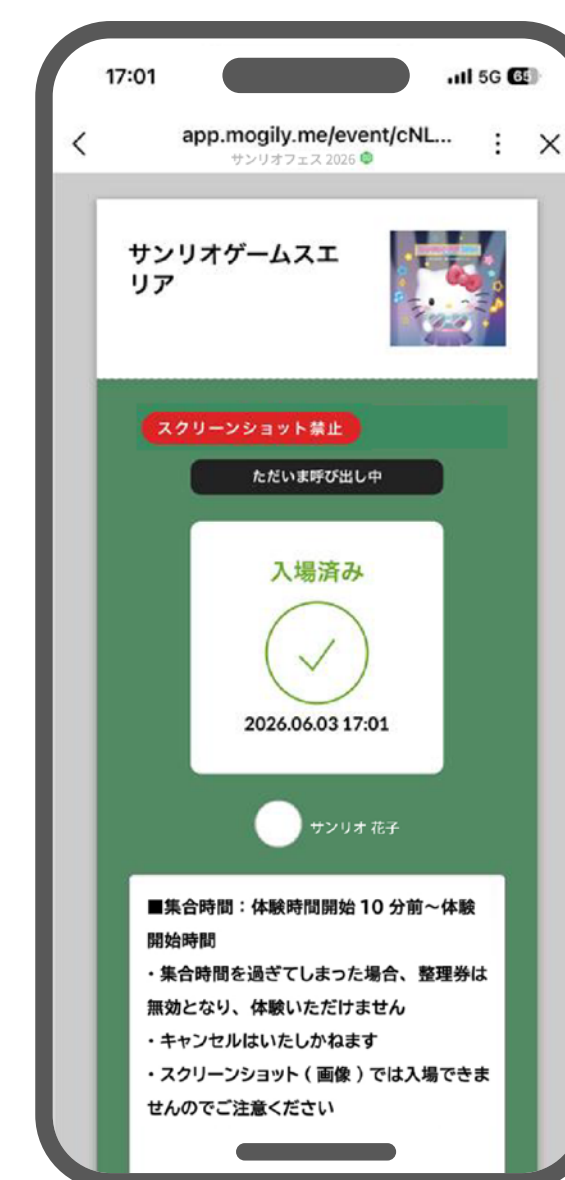 17:01
5G 65
app.mogily.me/event/cNL...
サンリオフェス 2026
サンリオゲームスエ
リア
スクリーンショット禁止
ただいま呼び出し中
入場済み
2026.06.03 17:01
サンリオ 花子
■集合時間：体験時間開始 10 分前～体験
開始時間
・集合時間を過ぎてしまった場合、整理券は
無効となり、体験いただけません
・キャンセルはいたしかねます
・スクリーンショット ( 画像 ) では入場できま
せんのでご注意ください